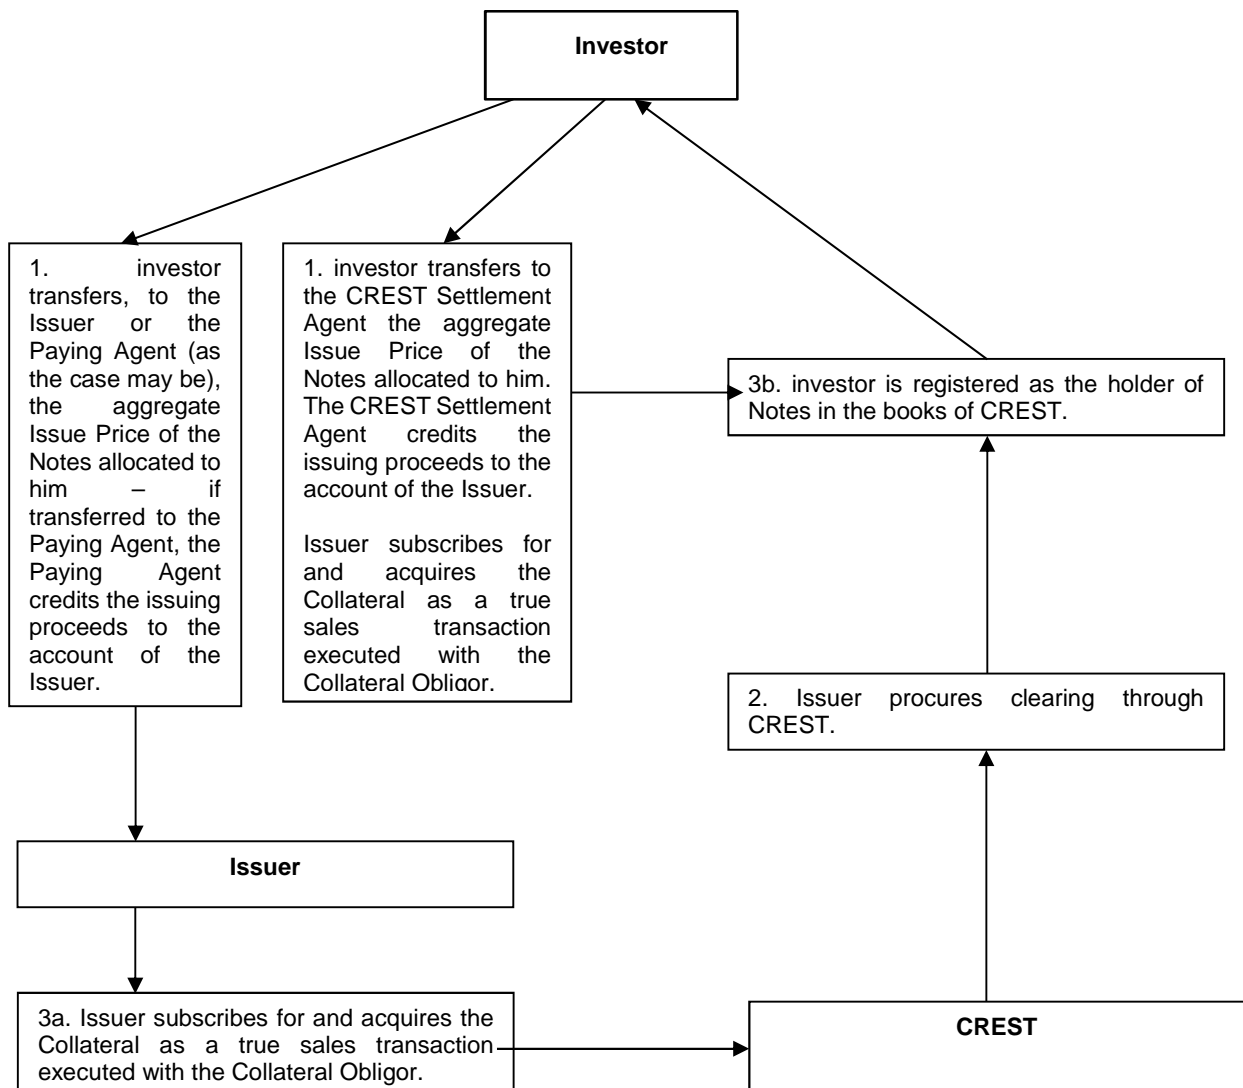 Investor
1. investor
transfers, to the
Issuer or the
Paying Agent (as
the case may be),
the aggregate
Issue Price of the
Notes allocated to
him – if
transferred to the
Paying Agent, the
Paying Agent
credits the issuing
proceeds to the
account of the
Issuer.
1. investor transfers to
the CREST Settlement
Agent the aggregate
Issue Price of the
Notes allocated to him.
The CREST Settlement
Agent credits the
issuing proceeds to the
account of the Issuer.
Issuer subscribes for
and acquires the
Collateral as a true
sales transaction
executed with the
Collateral Obligor.
3b. investor is registered as the holder of
Notes in the books of CREST.
2. Issuer procures clearing through
CREST.
Issuer
3a. Issuer subscribes for and acquires the
Collateral as a true sales transaction
executed with the Collateral Obligor.
CREST